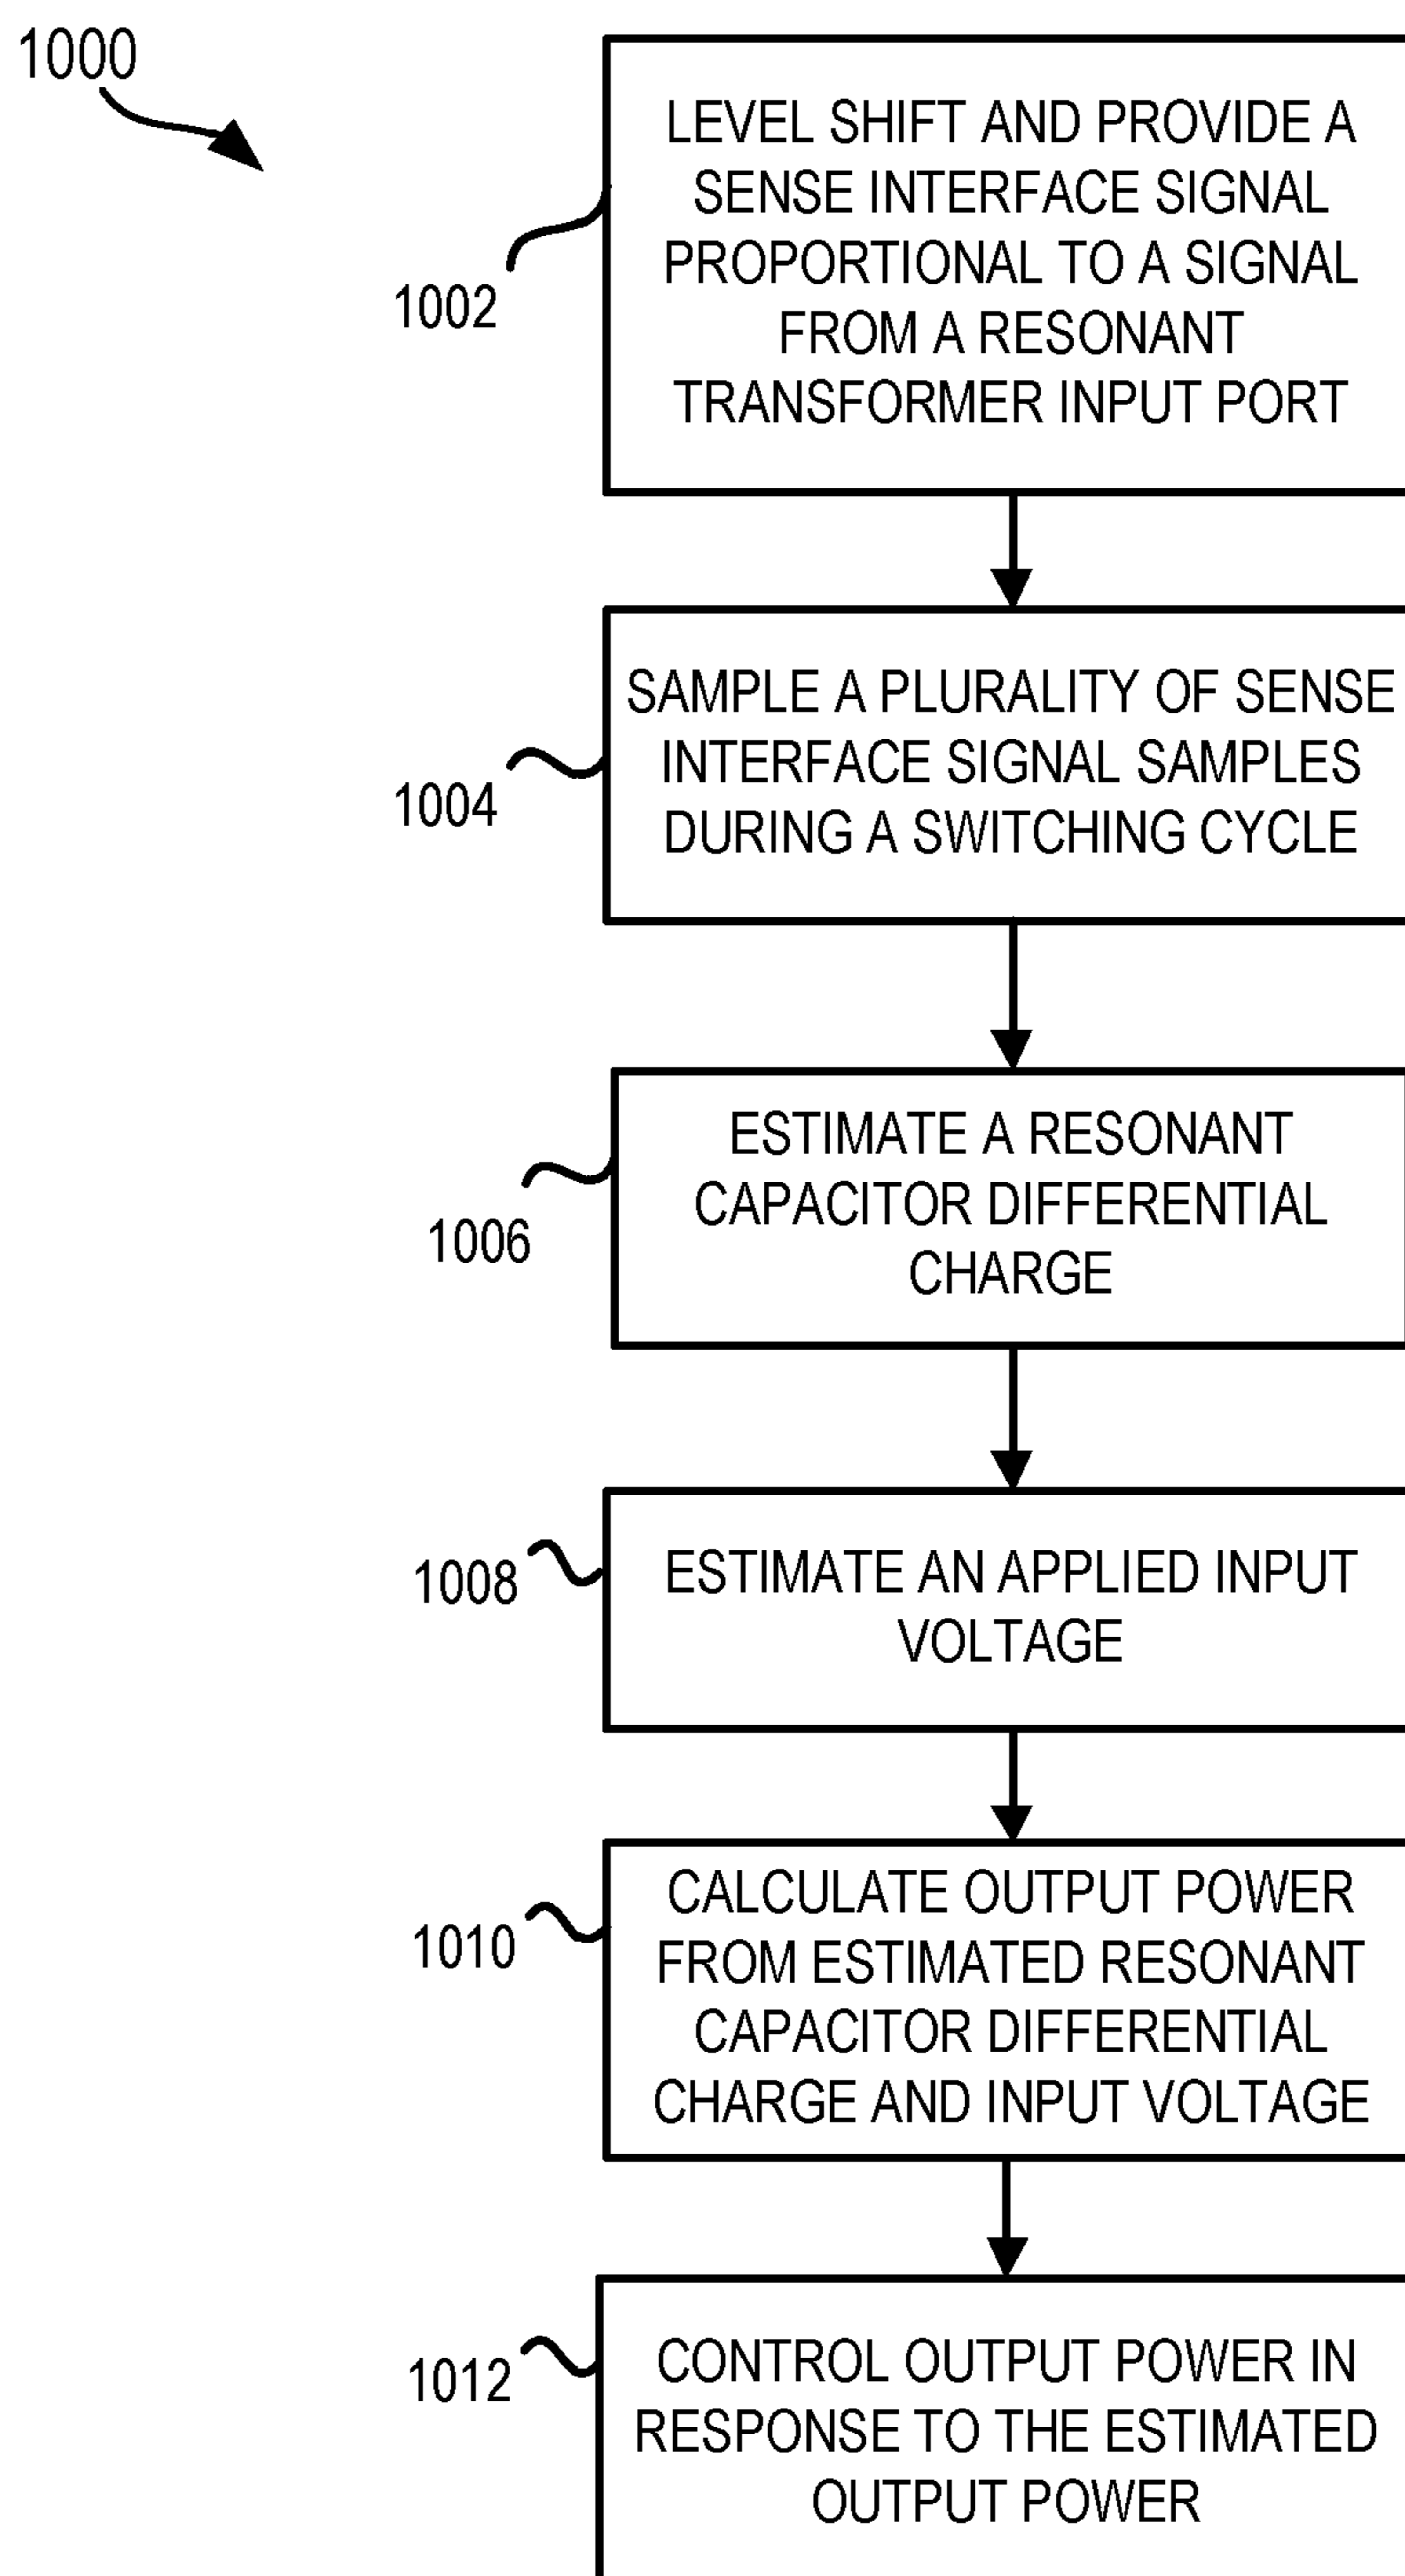 1000
LEVEL SHIFT AND PROVIDE A
SENSE INTERFACE SIGNAL
PROPORTIONAL TO A SIGNAL
FROM A RESONANT
TRANSFORMER INPUT PORT
1002
SAMPLE A PLURALITY OF SENSE
INTERFACE SIGNAL SAMPLES
DURING A SWITCHING CYCLE
1004
ESTIMATE A RESONANT
CAPACITOR DIFFERENTIAL
CHARGE
1006
ESTIMATE AN APPLIED INPUT
VOLTAGE
1008
CALCULATE OUTPUT POWER
FROM ESTIMATED RESONANT
CAPACITOR DIFFERENTIAL
CHARGE AND INPUT VOLTAGE
1010
CONTROL OUTPUT POWER IN
RESPONSE TO THE ESTIMATED
OUTPUT POWER
1012